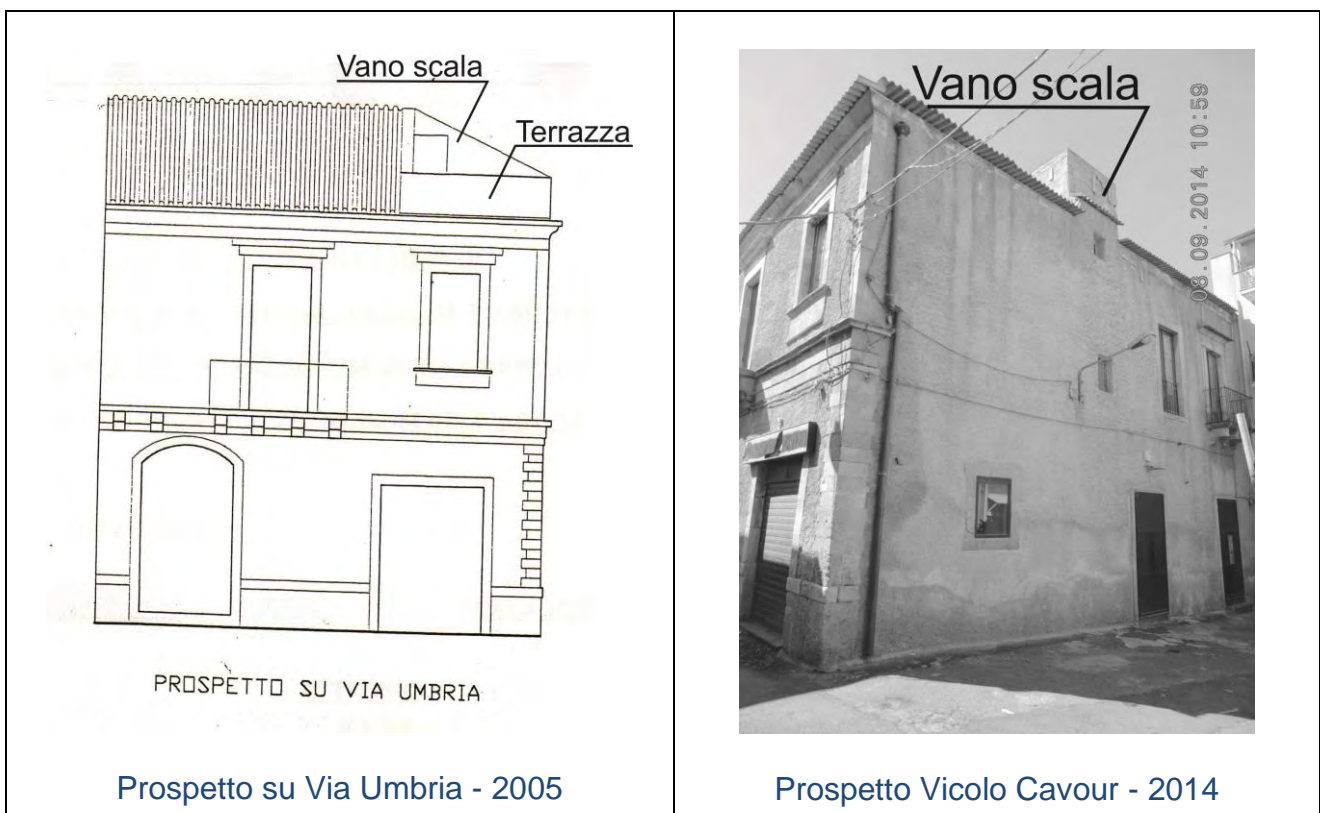 Vano scala
Terrazza
PROSPETTO SU VIA UMBRIA
Prospetto su Via Umbria - 2005
Vano scala
08.09.2014 10:59
Prospetto Vicolo Cavour - 2014